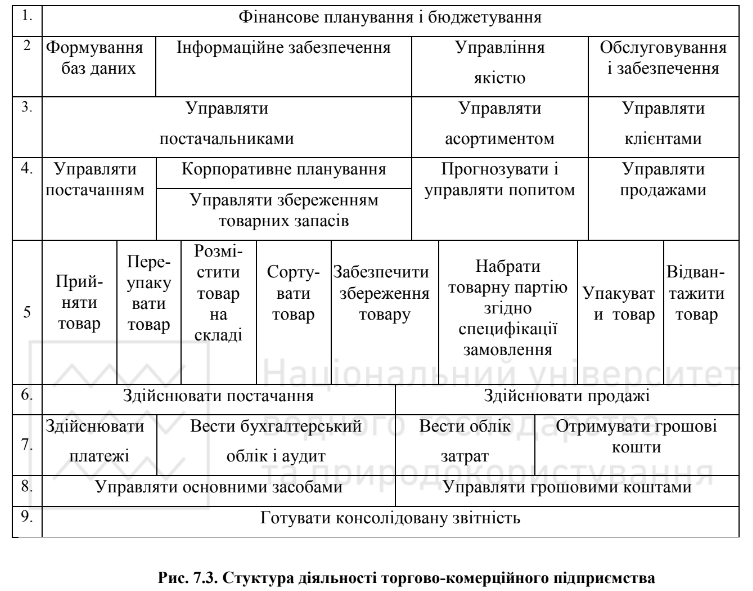 1. Фінансове планування і бюджетування
2 Формування баз даних Інформаційне забезпечення Управління якістю Обслуговування і забезпечення
3. Управляти постачальниками Управляти асортиментом Управляти клієнтами
4. Управляти постачанням Корпоративне планування Управляти збереженням товарних запасів Прогнозувати і управляти попитом Управляти продажами
5 Прий-няти товар Пере-упаку вати товар Розмі-стити товар на складі Сорту-вати товар Забезпечити збереження товару Набрати товарну партію згідно специфікації замовлення Упакуват и товар Відван-тажити товар
6. Здійснювати постачання Здійснювати продажі
7. Здійснювати платежі Вести бухгалтерський облік і аудит Вести облік затрат Отримувати грошові кошти
8. Управляти основними засобами Управляти грошовими коштами
9. Готувати консолідовану звітність
Національний університет
водного господарства
та природокористування
Рис. 7.3. Стуктура діяльності торгово-комерційного підприємства